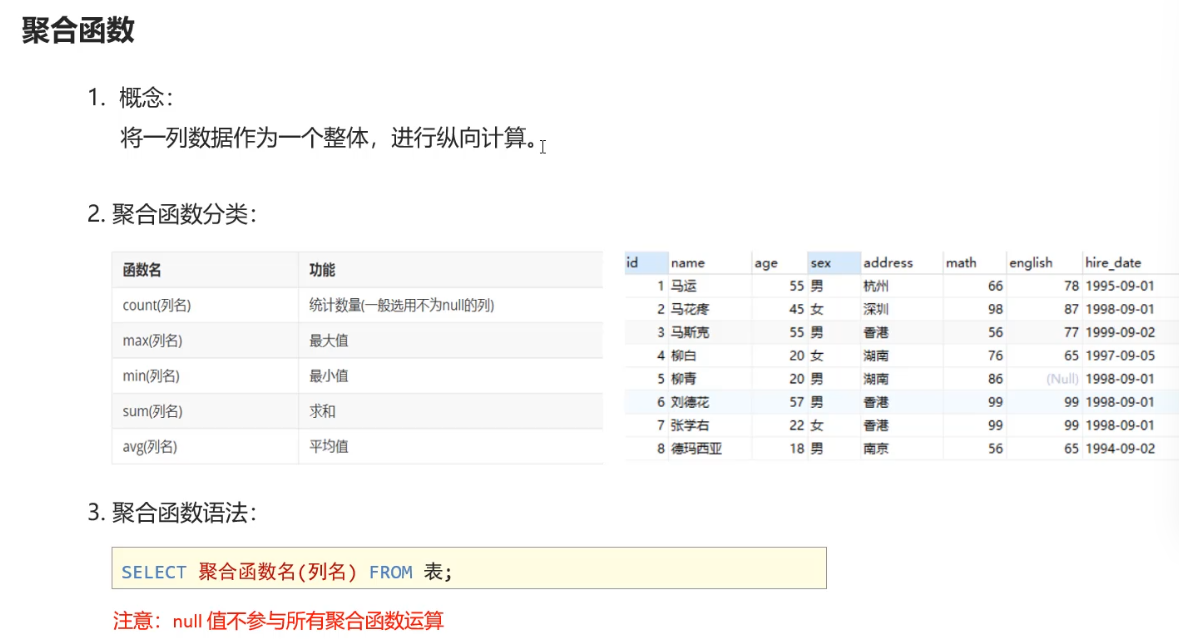 聚合函数
1. 概念：
将一列数据作为一个整体，进行纵向计算。
2. 聚合函数分类：
函数名 功能
count(列名) 统计数量(一般选用不为null的列)
max(列名) 最大值
min(列名) 最小值
sum(列名) 求和
avg(列名) 平均值
id name age sex address math english hire_date
1 马运 55 男 杭州 66 78 1995-09-01
2 马花疼 45 女 深圳 98 87 1998-09-01
3 马斯克 55 男 香港 56 77 1999-09-02
4 柳白 20 女 湖南 76 65 1997-09-05
5 柳青 20 男 湖南 86 (Null) 1998-09-01
6 刘德花 57 男 香港 99 99 1998-09-01
7 张学右 22 女 香港 99 99 1998-09-01
8 德玛西亚 18 男 南京 56 65 1994-09-02
3. 聚合函数语法：
SELECT 聚合函数名(列名) FROM 表;
注意：null 值不参与所有聚合函数运算